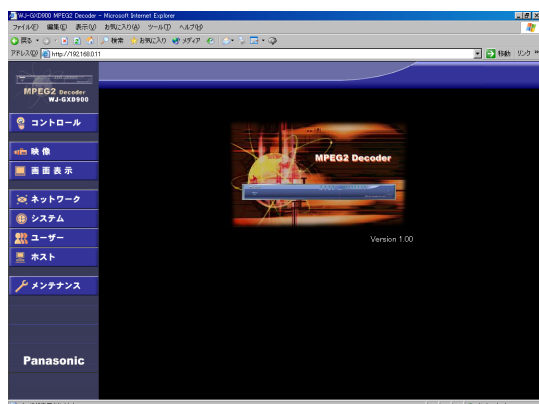 WJ-GXD900 MPEG2 Decoder - Microsoft Internet Explorer
ファイル(F) 編集(E) 表示(V) お気に入り(A) ツール(T) ヘルプ(H)
戻る 検索 お気に入り メディア
アドレス(D) http://192.168.0.11 移動 リンク
MPEG2 Decoder
WJ-GXD900
コントロール
映像
画面表示
ネットワーク
システム
ユーザー
ホスト
メンテナンス
Panasonic
MPEG2 Decoder
Version 1.00